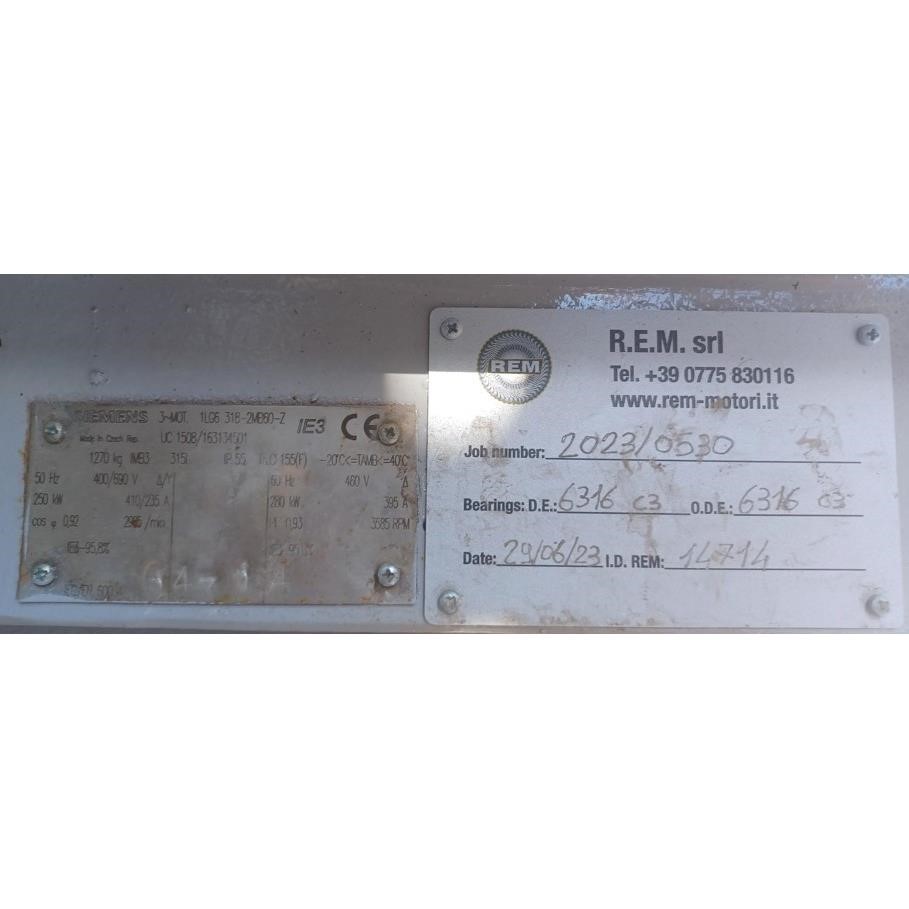 SIEMENS 3~MOT. 1LG6 318-2MB60-Z IE3 CE
Made in Czech Rep. UC 1508/163134501
1270 kg IMB3 315L IP 55 155(F) -20°C<=TAMB<=40°C
50 Hz 400/690 V Δ/Y 60 Hz 460 V Δ
250 kW 410/235 A 280 kW 395 A
cos φ 0,92 /min PF 0,93 3585 RPM
IE3-95,8%
R.E.M. srl
Tel. +39 0775 830116
www.rem-motori.it
REM
Job number: 2023/0530
Bearings: D.E.: 6316 C3 O.D.E.: 6316 C3
Date: 29/06/23 I.D. REM: 14714